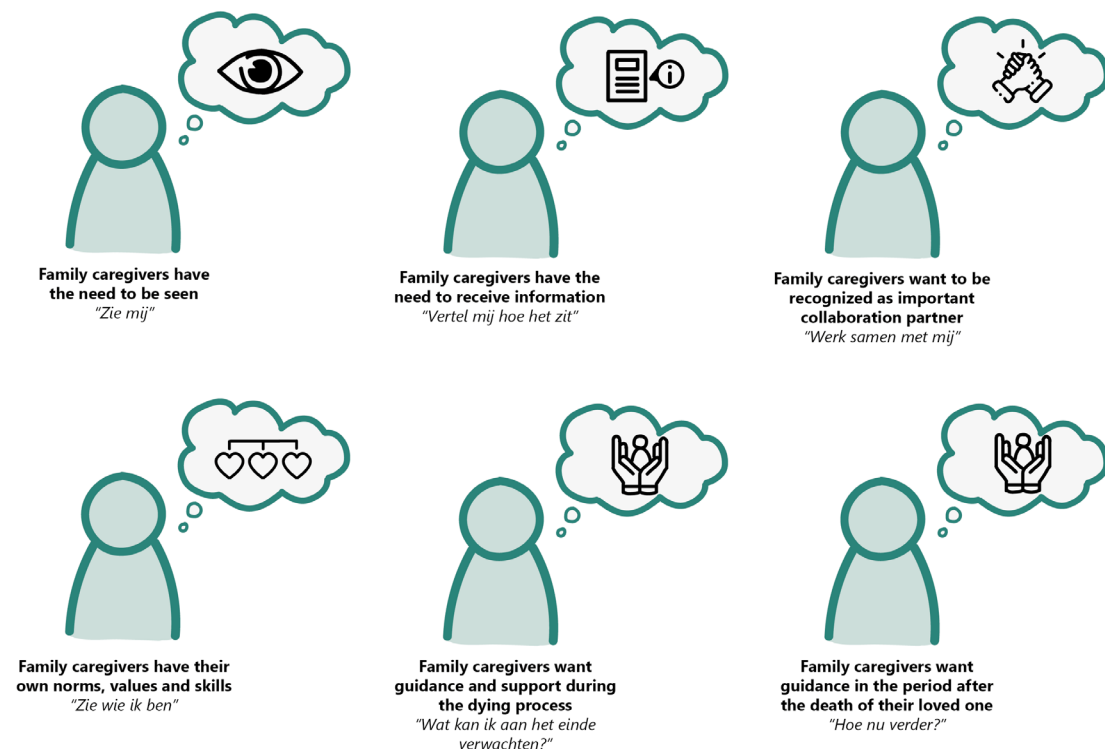 Family caregivers have
the need to be seen
“Zie mij”
Family caregivers have the
need to receive information
“Vertel mij hoe het zit”
Family caregivers want to be
recognized as important
collaboration partner
“Werk samen met mij”
Family caregivers have their
own norms, values and skills
“Zie wie ik ben”
Family caregivers want
guidance and support during
the dying process
“Wat kan ik aan het einde
verwachten?”
Family caregivers want
guidance in the period after
the death of their loved one
“Hoe nu verder?”